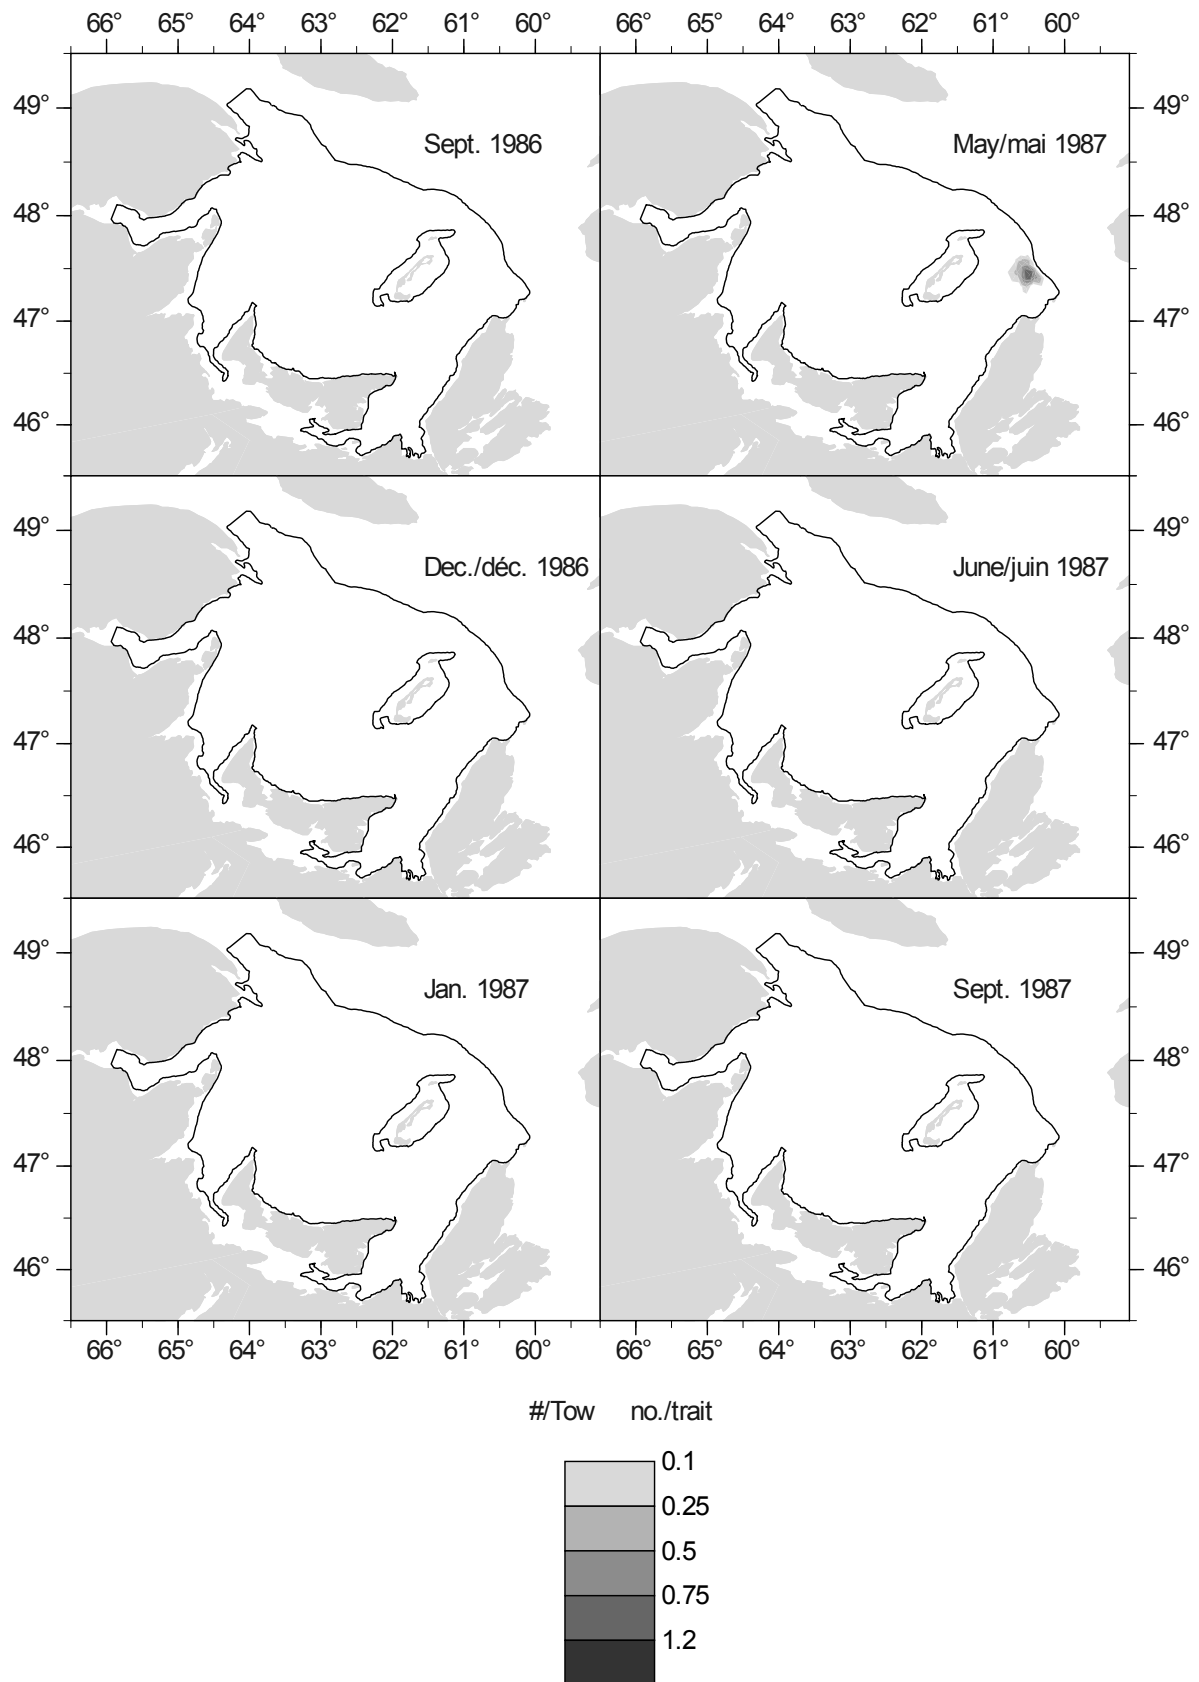 66° 65° 64° 63° 62° 61° 60° 66° 65° 64° 63° 62° 61° 60°
49° 49°
Sept. 1986 May/mai 1987
48° 48°
47° 47°
46° 46°
49° 49°
Dec./déc. 1986 June/juin 1987
48° 48°
47° 47°
46° 46°
49° 49°
Jan. 1987 Sept. 1987
48° 48°
47° 47°
46° 46°
66° 65° 64° 63° 62° 61° 60° 66° 65° 64° 63° 62° 61° 60°
#/Tow no./trait
0.1
0.25
0.5
0.75
1.2